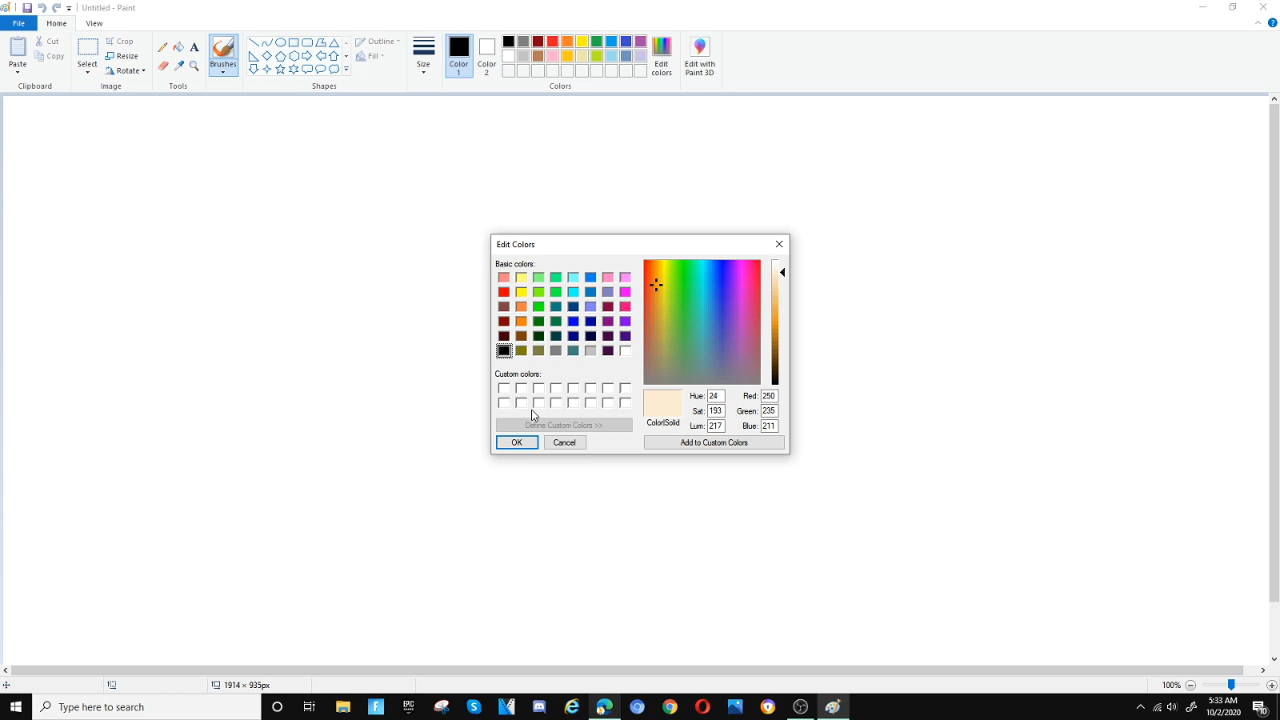 Untitled - Paint
File Home View
Paste
Cut
Copy
Clipboard
Select
Crop
Resize
Rotate
Image
Tools
Brushes
Shapes
Outline
Fill
Size
Color 1
Color 2
Edit colors
Colors
Edit with Paint 3D
Edit Colors
Basic colors:
Custom colors:
Define Custom Colors >>
OK Cancel
Color|Solid
Hue: 24 Red: 250
Sat: 193 Green: 235
Lum: 217 Blue: 211
Add to Custom Colors
1914 × 935px
100%
Type here to search
5:33 AM
10/2/2020